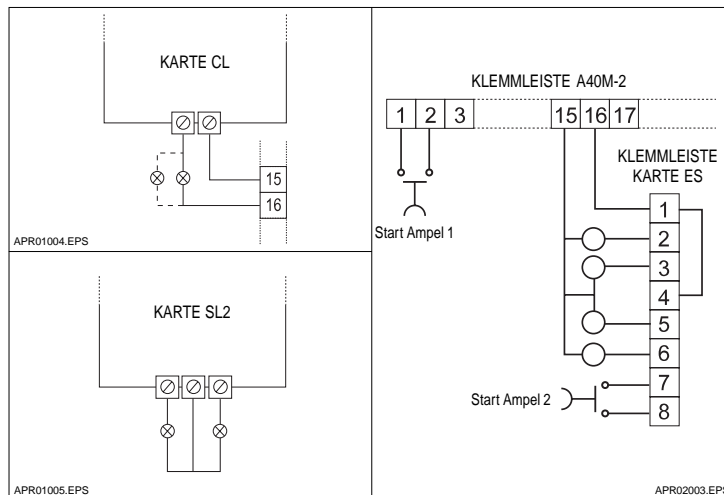 KARTE CL
15
16
APR01004.EPS
KARTE SL2
APR01005.EPS
KLEMMLEISTE A40M-2
1 2 3 15 16 17
KLEMMLEISTE
KARTE ES
Start Ampel 1
1
2
3
4
5
6
7
8
Start Ampel 2
APR02003.EPS